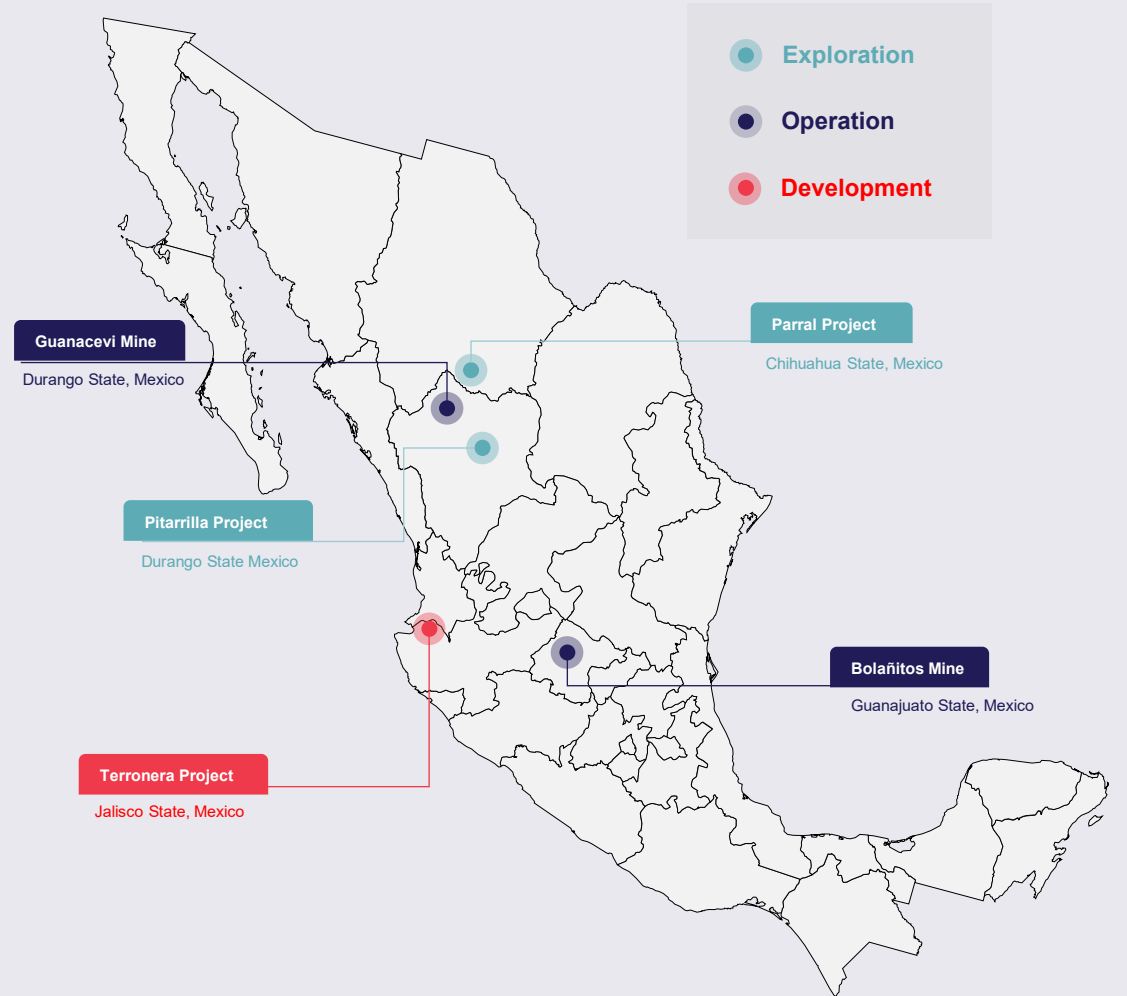 Exploration
Operation
Development
Parral Project
Chihuahua State, Mexico
Guanacevi Mine
Durango State, Mexico
Pitarrilla Project
Durango State Mexico
Bolañitos Mine
Guanajuato State, Mexico
Terronera Project
Jalisco State, Mexico